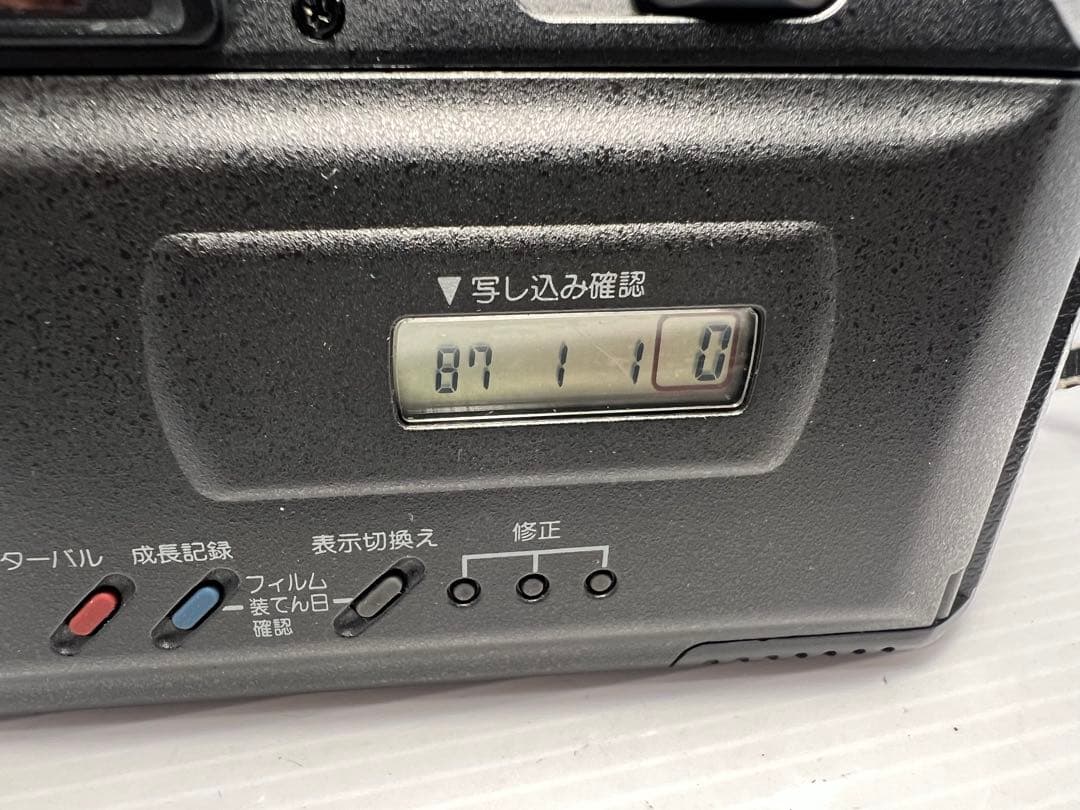 ▼写し込み確認
87 1 1 0
ターバル
成長記録
表示切換え
修正
フィルム
装てん日
確認